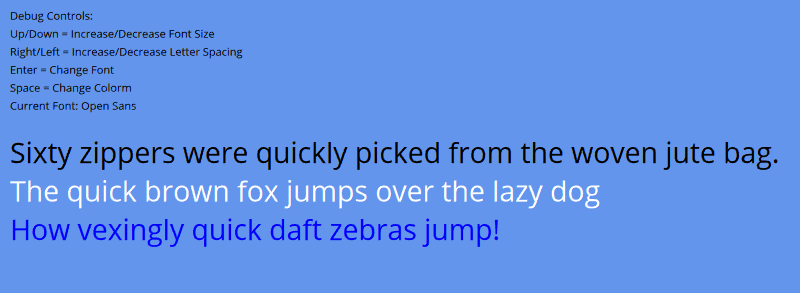 Debug Controls:
Up/Down = Increase/Decrease Font Size
Right/Left = Increase/Decrease Letter Spacing
Enter = Change Font
Space = Change Colorm
Current Font: Open Sans
Sixty zippers were quickly picked from the woven jute bag.
The quick brown fox jumps over the lazy dog
How vexingly quick daft zebras jump!